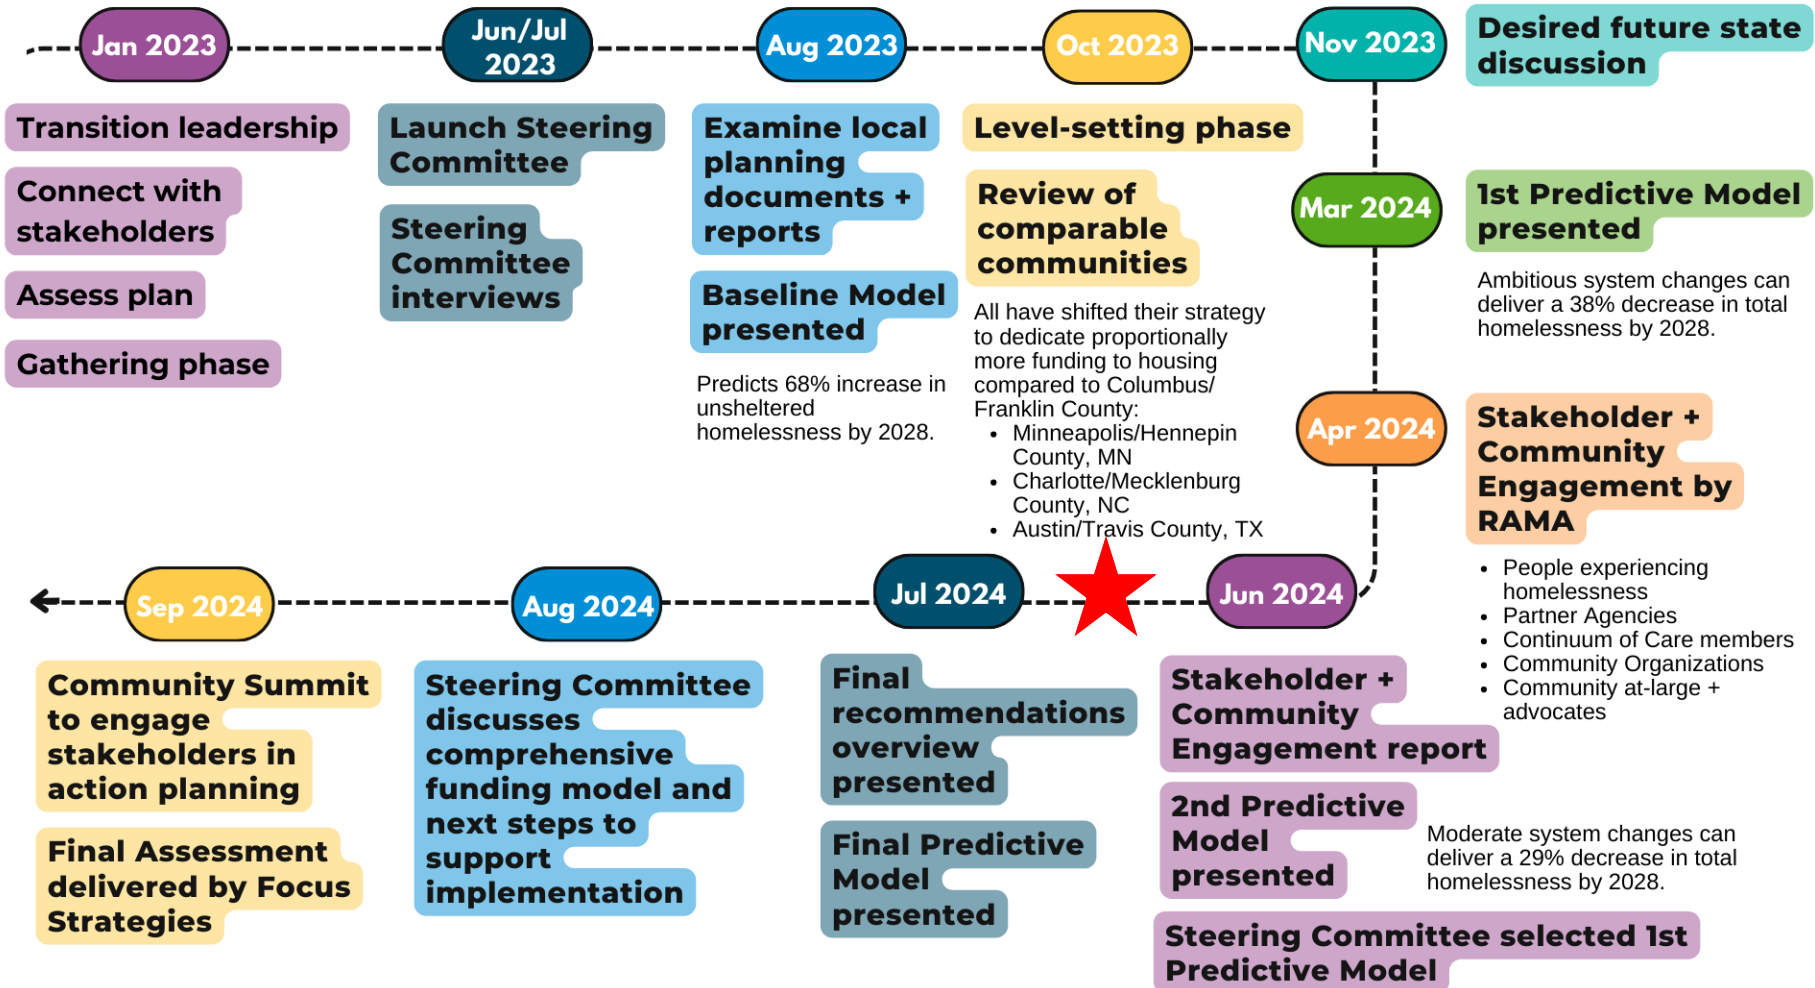 Jan 2023
Transition leadership
Connect with
stakeholders
Assess plan
Gathering phase
Jun/Jul
2023
Launch Steering
Committee
Steering
Committee
interviews
Aug 2023
Examine local
planning
documents +
reports
Baseline Model
presented
Predicts 68% increase in
unsheltered
homelessness by 2028.
Oct 2023
Level-setting phase
Review of
comparable
communities
All have shifted their strategy
to dedicate proportionally
more funding to housing
compared to Columbus/
Franklin County:
• Minneapolis/Hennepin
County, MN
• Charlotte/Mecklenburg
County, NC
• Austin/Travis County, TX
Nov 2023
Desired future state
discussion
Mar 2024
1st Predictive Model
presented
Ambitious system changes can
deliver a 38% decrease in total
homelessness by 2028.
Apr 2024
Stakeholder +
Community
Engagement by
RAMA
• People experiencing
homelessness
• Partner Agencies
• Continuum of Care members
• Community Organizations
• Community at-large +
advocates
Jun 2024
Stakeholder +
Community
Engagement report
2nd Predictive
Model
presented
Moderate system changes can
deliver a 29% decrease in total
homelessness by 2028.
Steering Committee selected 1st
Predictive Model
Jul 2024
Final
recommendations
overview
presented
Final Predictive
Model
presented
Aug 2024
Steering Committee
discusses
comprehensive
funding model and
next steps to
support
implementation
Sep 2024
Community Summit
to engage
stakeholders in
action planning
Final Assessment
delivered by Focus
Strategies